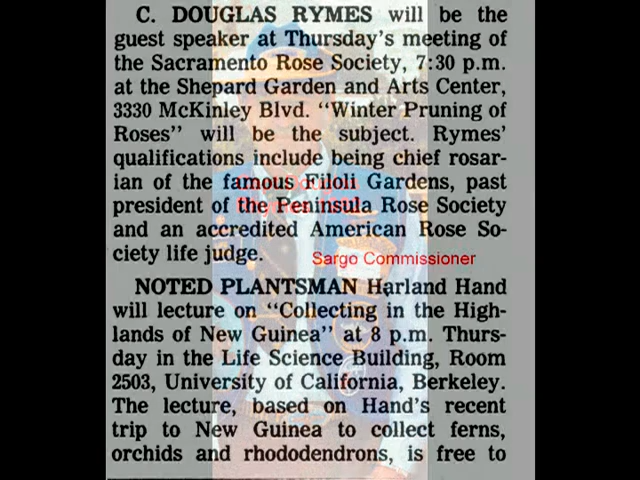 C. DOUGLAS RYMES will be the
guest speaker at Thursday's meeting of
the Sacramento Rose Society, 7:30 p.m.
at the Shepard Garden and Arts Center,
3330 McKinley Blvd. "Winter Pruning of
Roses" will be the subject. Rymes'
qualifications include being chief rosar-
ian of the famous Filoli Gardens, past
president of the Peninsula Rose Society
and an accredited American Rose So-
ciety life judge.
Sargo Commissioner
NOTED PLANTSMAN Harland Hand
will lecture on "Collecting in the High-
lands of New Guinea" at 8 p.m. Thurs-
day in the Life Science Building, Room
2503, University of California, Berkeley.
The lecture, based on Hand's recent
trip to New Guinea to collect ferns,
orchids and rhododendrons, is free to